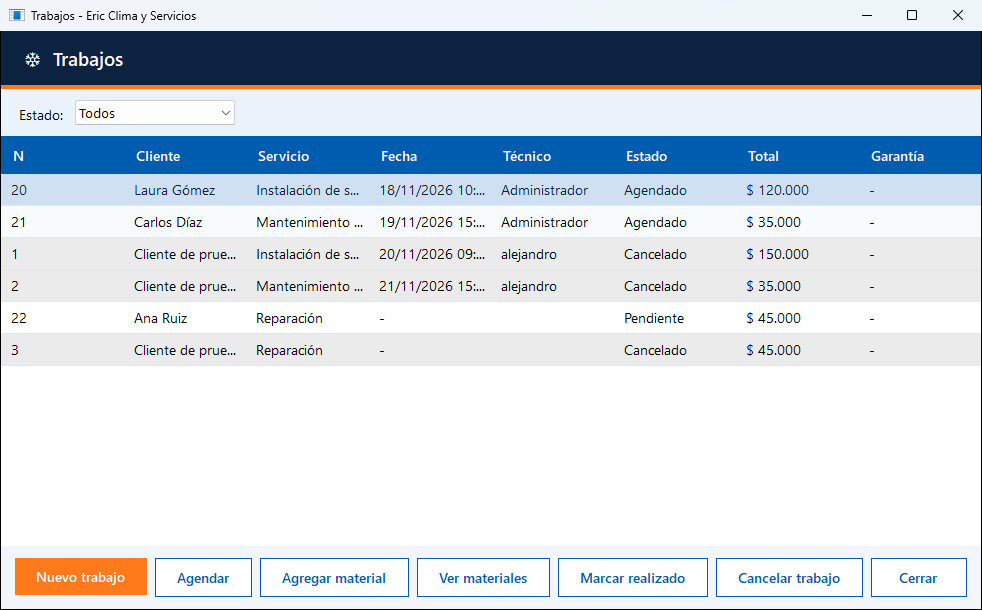 Trabajos - Eric Clima y Servicios
Trabajos
Estado: Todos
N Cliente Servicio Fecha Técnico Estado Total Garantía
20 Laura Gómez Instalación de s... 18/11/2026 10:... Administrador Agendado $ 120.000 -
21 Carlos Díaz Mantenimiento ... 19/11/2026 15:... Administrador Agendado $ 35.000 -
1 Cliente de prue... Instalación de s... 20/11/2026 09:... alejandro Cancelado $ 150.000 -
2 Cliente de prue... Mantenimiento ... 21/11/2026 15:... alejandro Cancelado $ 35.000 -
22 Ana Ruiz Reparación - Pendiente $ 45.000 -
3 Cliente de prue... Reparación - Cancelado $ 45.000 -
Nuevo trabajo Agendar Agregar material Ver materiales Marcar realizado Cancelar trabajo Cerrar